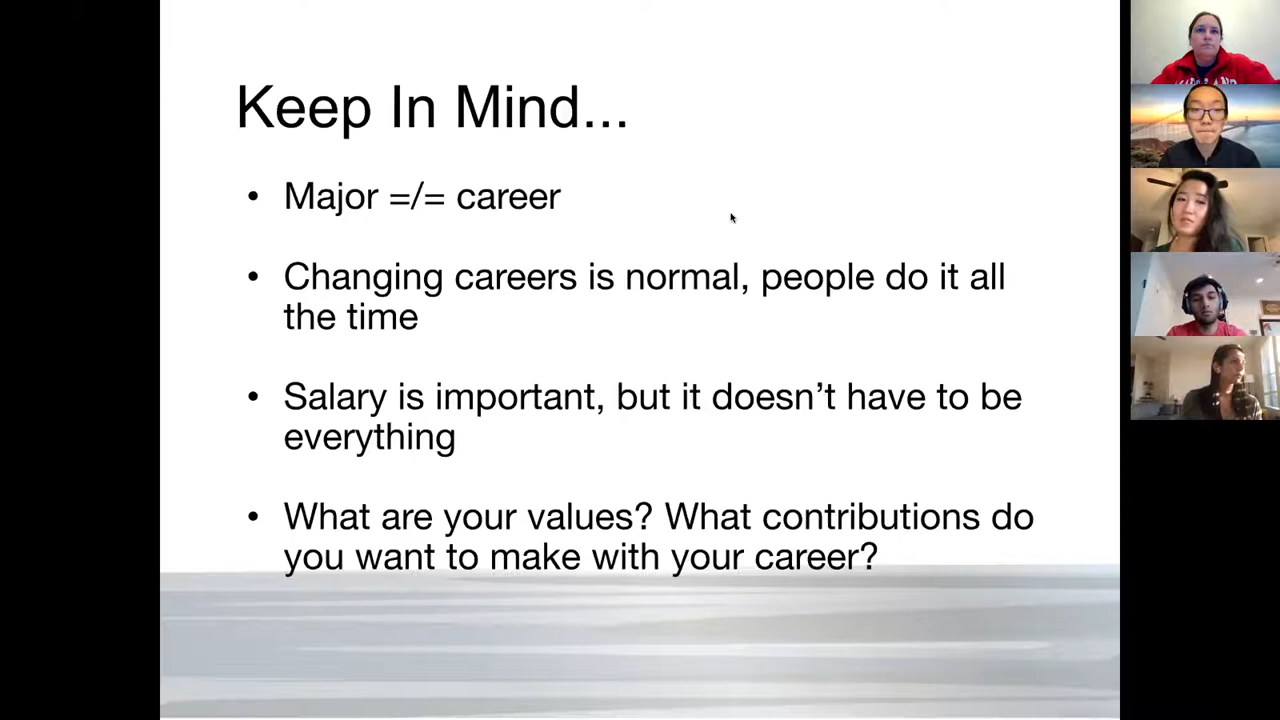 Keep In Mind...
• Major =/= career
• Changing careers is normal, people do it all
the time
• Salary is important, but it doesn’t have to be
everything
• What are your values? What contributions do
you want to make with your career?